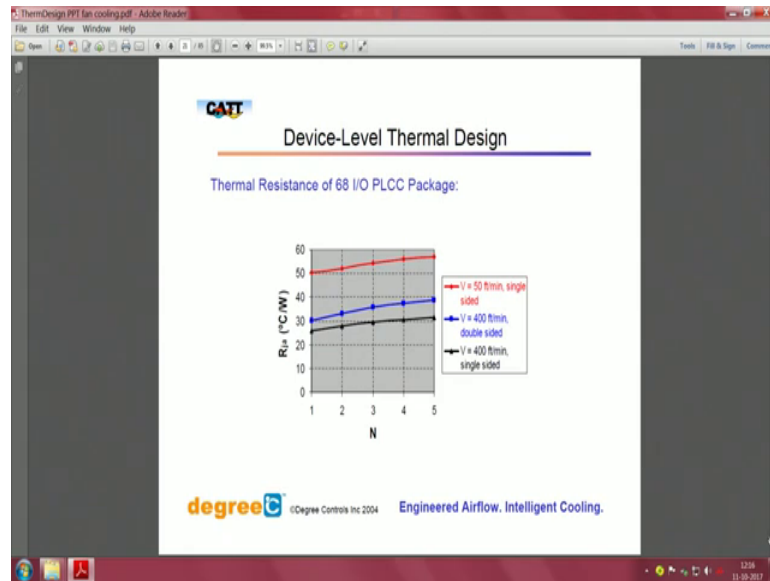 ThermDesign PPT fan cooling.pdf - Adobe Reader
File Edit View Window Help
Open
Tools Fill & Sign Comment
CATT
Device-Level Thermal Design
Thermal Resistance of 68 I/O PLCC Package:
60
50
40
30
20
10
0
Rja (°C/W)
1 2 3 4 5
N
V = 50 ft/min, single
sided
V = 400 ft/min,
double sided
V = 400 ft/min,
single sided
degreeC ©Degree Controls Inc 2004 Engineered Airflow. Intelligent Cooling.
12:16
11-10-2017